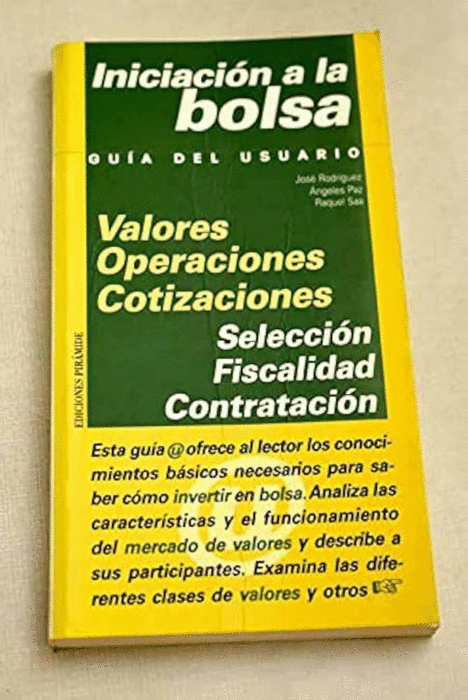 Iniciación a la
bolsa
GUÍA DEL USUARIO
José Rodríguez
Ángeles Paz
Raquel Saa
Valores
Operaciones
Cotizaciones
Selección
Fiscalidad
Contratación
EDICIONES PIRÁMIDE
Esta guía @ ofrece al lector los conoci-
mientos básicos necesarios para sa-
ber cómo invertir en bolsa. Analiza las
características y el funcionamiento
del mercado de valores y describe a
sus participantes. Examina las dife-
rentes clases de valores y otros